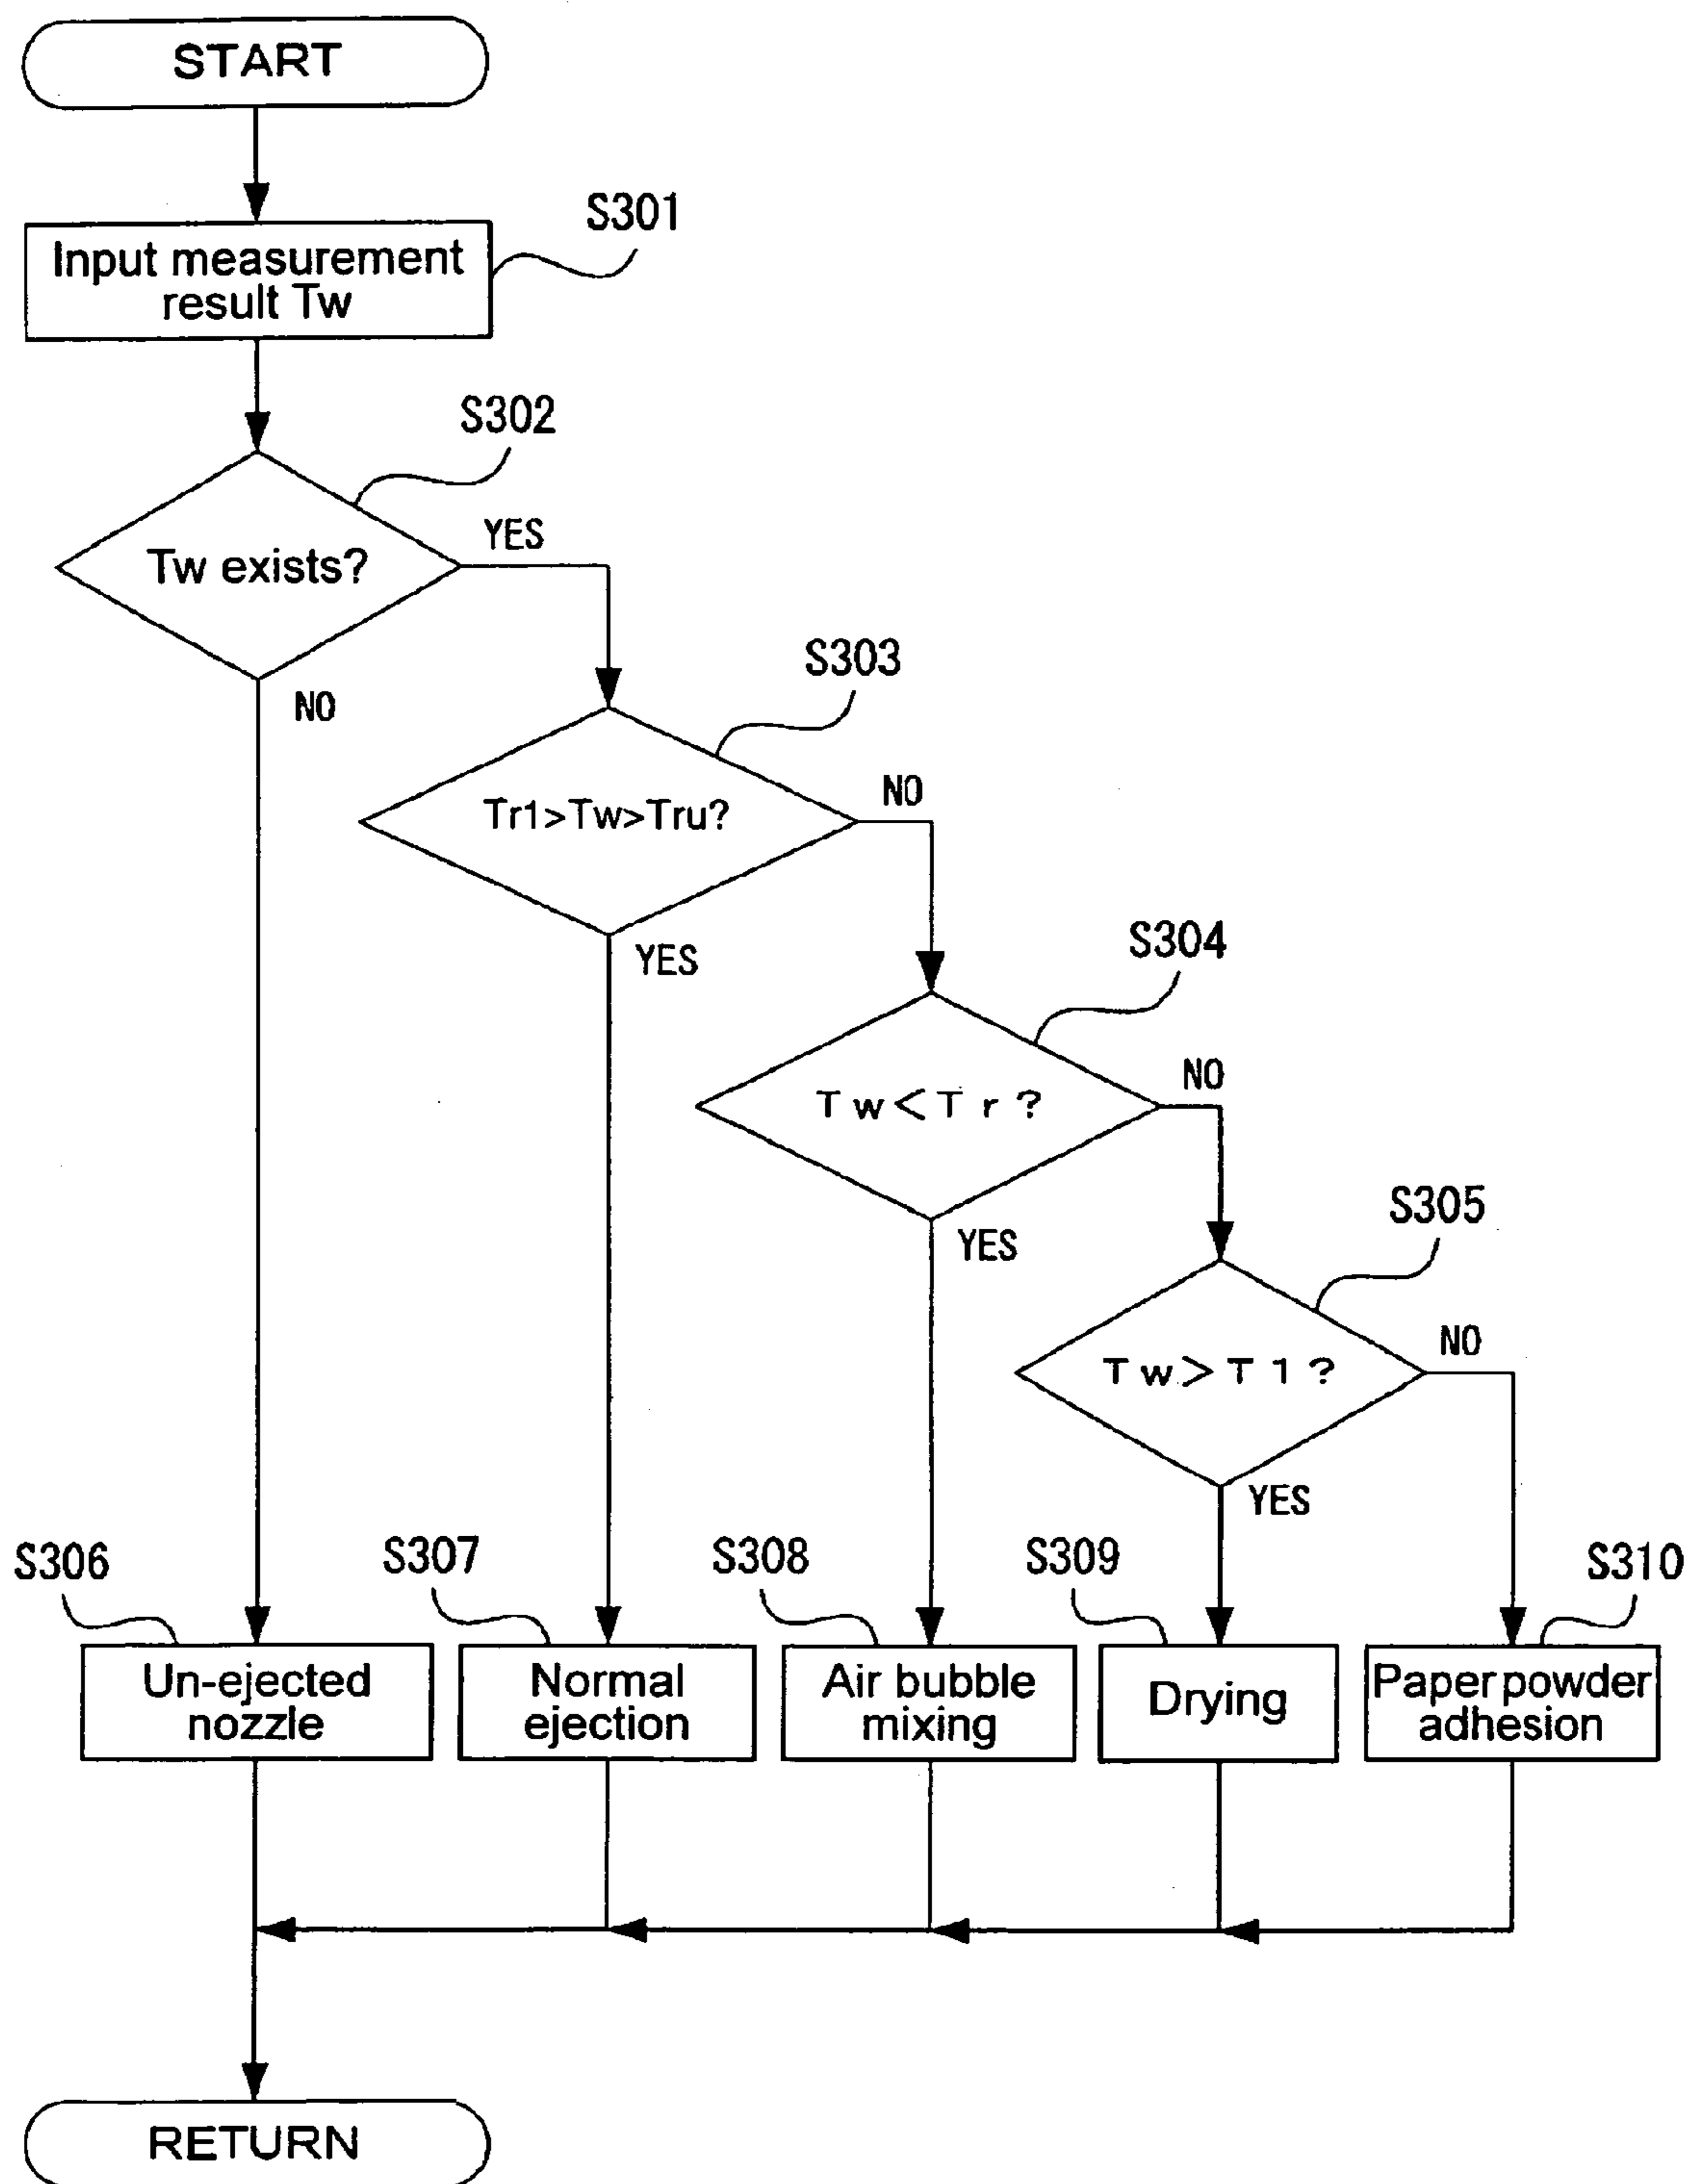 START
S301
Input measurement
result Tw
S302
Tw exists?
YES
NO
S303
Tr1>Tw>Tru?
NO
YES
S304
Tw<Tr?
NO
YES
S305
Tw>T1?
NO
YES
S306
S307
S308
S309
S310
Un-ejected
nozzle
Normal
ejection
Air bubble
mixing
Drying
Paper powder
adhesion
RETURN